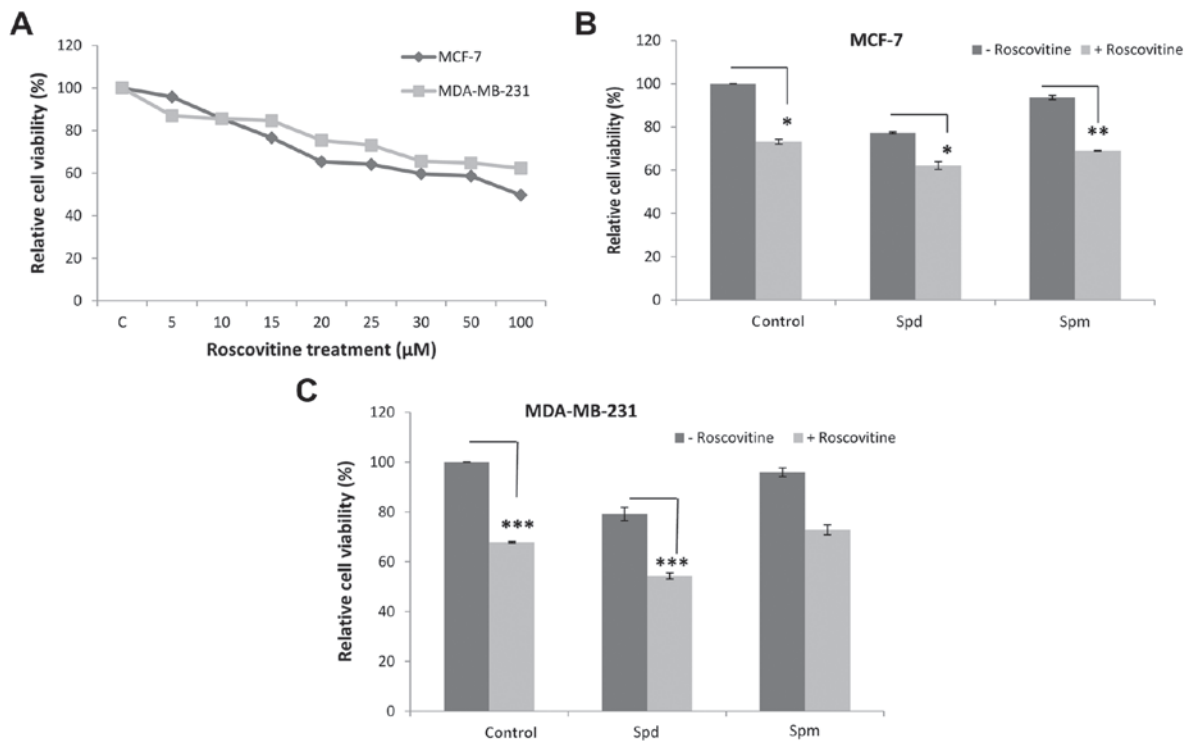 A
120
100
80
60
40
20
0
Relative cell viability (%)
MCF-7
MDA-MB-231
C 5 10 15 20 25 30 50 100
Roscovitine treatment (µM)
B
MCF-7
- Roscovitine + Roscovitine
120
100
80
60
40
20
0
Relative cell viability (%)
* * **
Control Spd Spm
C
MDA-MB-231
- Roscovitine + Roscovitine
120
100
80
60
40
20
0
Relative cell viability (%)
*** ***
Control Spd Spm